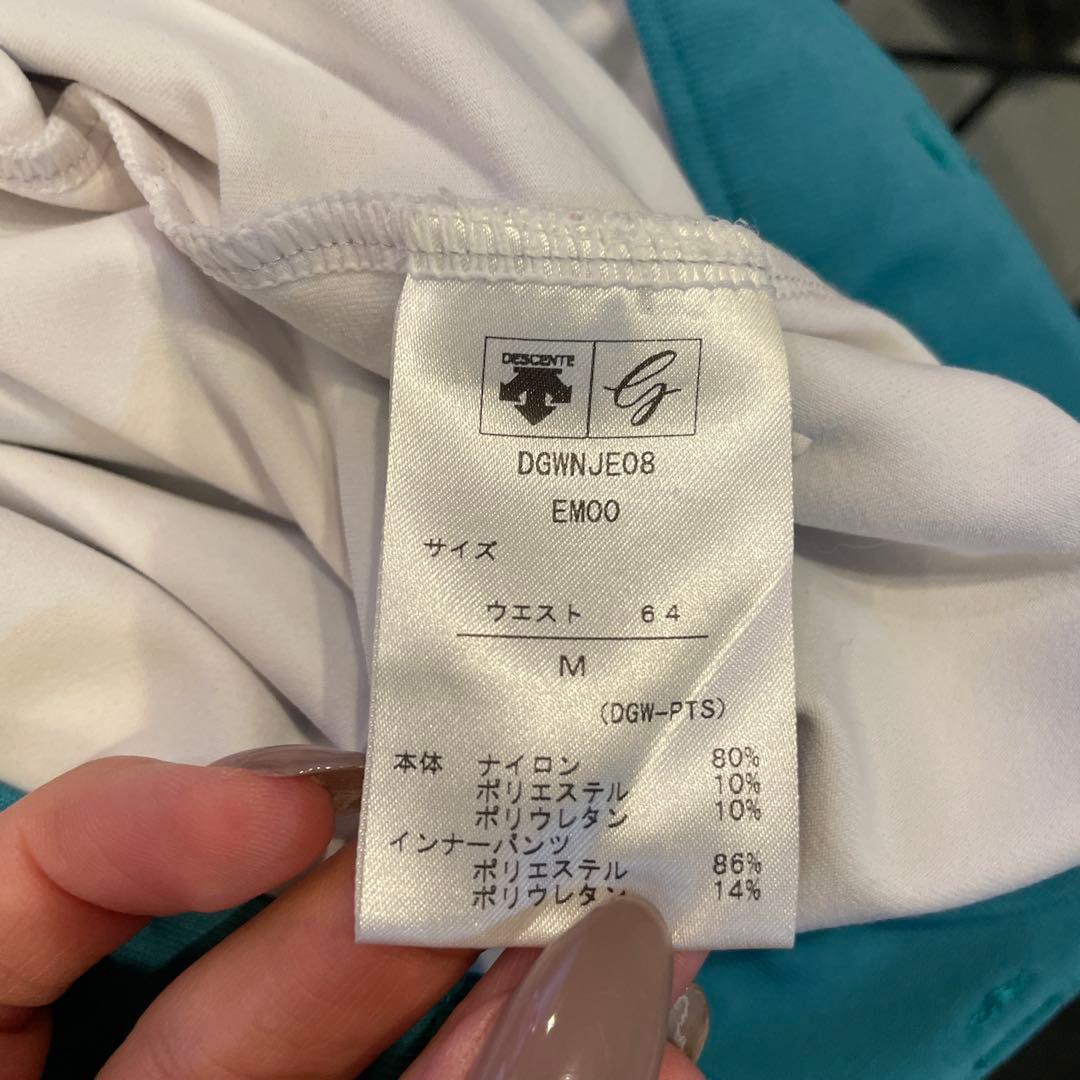 DESCENTE G
DGWNJE08
EM00
サイズ
ウエスト 64
M
(DGW-PTS)
本体 ナイロン 80%
ポリエステル 10%
ポリウレタン 10%
インナーパンツ
ポリエステル 86%
ポリウレタン 14%